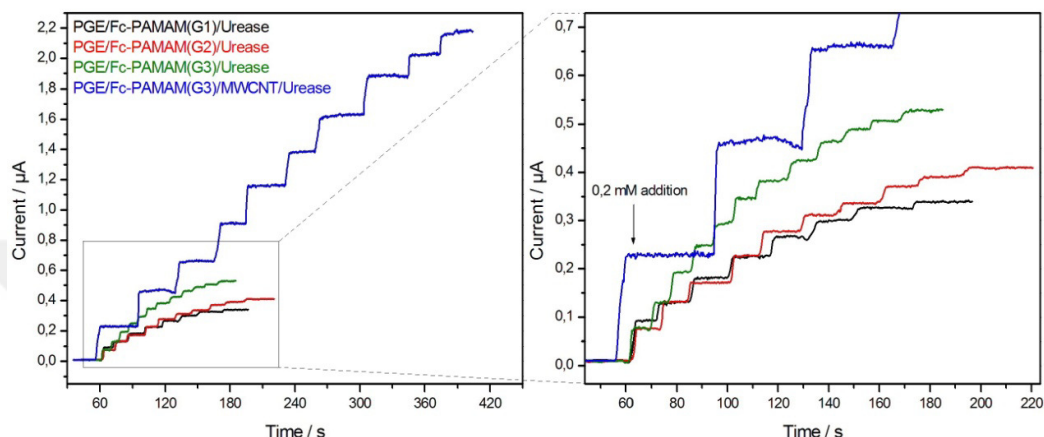 2,2
2,0
1,8
1,6
1,4
1,2
1,0
0,8
0,6
0,4
0,2
0,0
Current / µA
PGE/Fc-PAMAM(G1)/Urease
PGE/Fc-PAMAM(G2)/Urease
PGE/Fc-PAMAM(G3)/Urease
PGE/Fc-PAMAM(G3)/MWCNT/Urease
60 120 180 240 300 360 420
Time / s
0,7
0,6
0,5
0,4
0,3
0,2
0,1
0,0
Current / µA
0,2 mM addition
60 80 100 120 140 160 180 200 220
Time / s